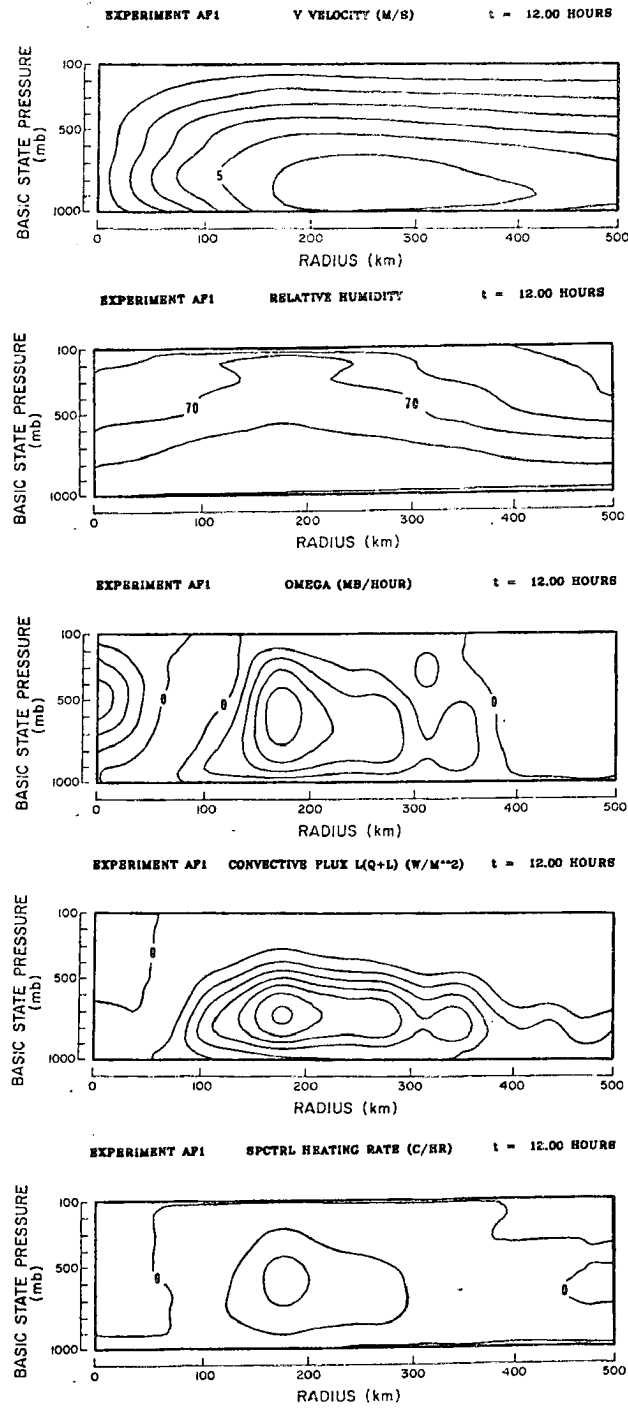 EXPERIMENT AF1 V VELOCITY (M/S) t = 12.00 HOURS
BASIC STATE PRESSURE
(mb)
100
500
1000
5
0 100 200 300 400 500
RADIUS (km)
EXPERIMENT AF1 RELATIVE HUMIDITY t = 12.00 HOURS
BASIC STATE PRESSURE
(mb)
100
500
1000
70 70
0 100 200 300 400 500
RADIUS (km)
EXPERIMENT AF1 OMEGA (MB/HOUR) t = 12.00 HOURS
BASIC STATE PRESSURE
(mb)
100
500
1000
0 0 0
0 100 200 300 400 500
RADIUS (km)
EXPERIMENT AF1 CONVECTIVE FLUX L(Q+L) (W/M**2) t = 12.00 HOURS
BASIC STATE PRESSURE
(mb)
100
500
1000
0
0 100 200 300 400 500
RADIUS (km)
EXPERIMENT AF1 SPCTRL HEATING RATE (C/HR) t = 12.00 HOURS
BASIC STATE PRESSURE
(mb)
100
500
1000
0 0
0 100 200 300 400 500
RADIUS (km)